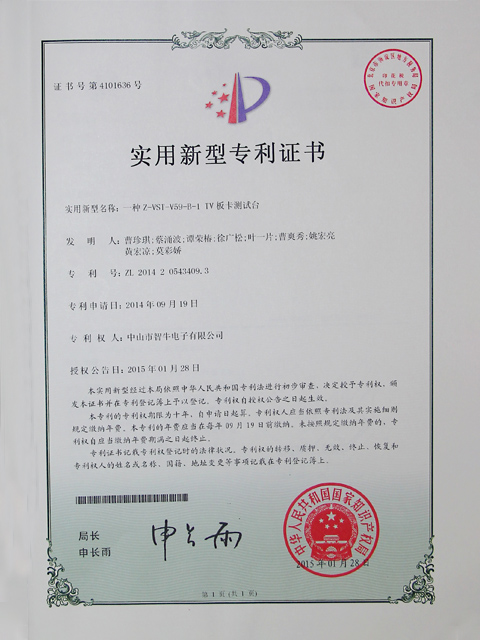 证书号第4101636号
实用新型专利证书
实用新型名称：一种Z-VST-V59-B-1 TV板卡测试台
发 明 人：曹珍琪;蔡涌波;谭荣椿;徐广松;叶一片;曹爽秀;姚宏亮
黄宏凉;莫彩娇
专 利 号：ZL 2014 2 0543409.3
专利申请日：2014年09月19日
专 利 权 人：中山市智牛电子有限公司
授权公告日：2015年01月28日
本实用新型经过本局依照中华人民共和国专利法进行初步审查，决定授予专利权，颁
发本证书并在专利登记簿上予以登记。专利权自授权公告之日起生效。
本专利的专利权期限为十年，自申请日起算。专利权人应当依照专利法及其实施细则
规定缴纳年费。本专利的年费应当在每年09月19日前缴纳。未按照规定缴纳年费的，专
利权自应当缴纳年费期满之日起终止。
专利证书记载专利权登记时的法律状况。专利权的转移、质押、无效、终止、恢复和
专利权人的姓名或名称、国籍、地址变更等事项记载在专利登记簿上。
局长
申长雨
中华人民共和国国家知识产权局
2015年01月28日
第1页(共1页)